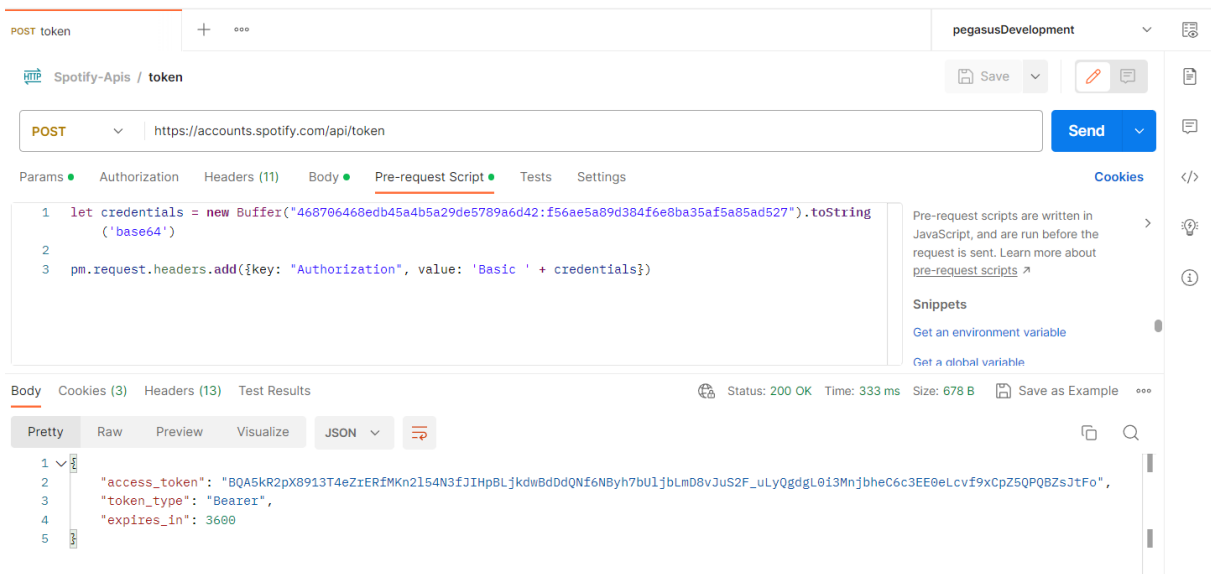 POST token
pegasusDevelopment
HTTP Spotify-Apis / token
Save
POST https://accounts.spotify.com/api/token
Send
Params Authorization Headers (11) Body Pre-request Script Tests Settings
Cookies
1 let credentials = new Buffer("468706468edb45a4b5a29de5789a6d42:f56ae5a89d384f6e8ba35af5a85ad527").toString
('base64')
2
3 pm.request.headers.add({key: "Authorization", value: 'Basic ' + credentials})
Pre-request scripts are written in
JavaScript, and are run before the
request is sent. Learn more about
pre-request scripts ↗
Snippets
Get an environment variable
Get a global variable
Body Cookies (3) Headers (13) Test Results
Status: 200 OK Time: 333 ms Size: 678 B Save as Example
Pretty Raw Preview Visualize JSON
1 {
2 "access_token": "BQA5kR2pX8913T4eZrERfMKn2l54N3fJIHpBLjkdwBdDdQNf6NByh7bUljbLmD8vJuS2F_uLyQgdgL0i3MnjbheC6c3EE0eLcvf9xCpZ5QPQBZsJtFo",
3 "token_type": "Bearer",
4 "expires_in": 3600
5 }